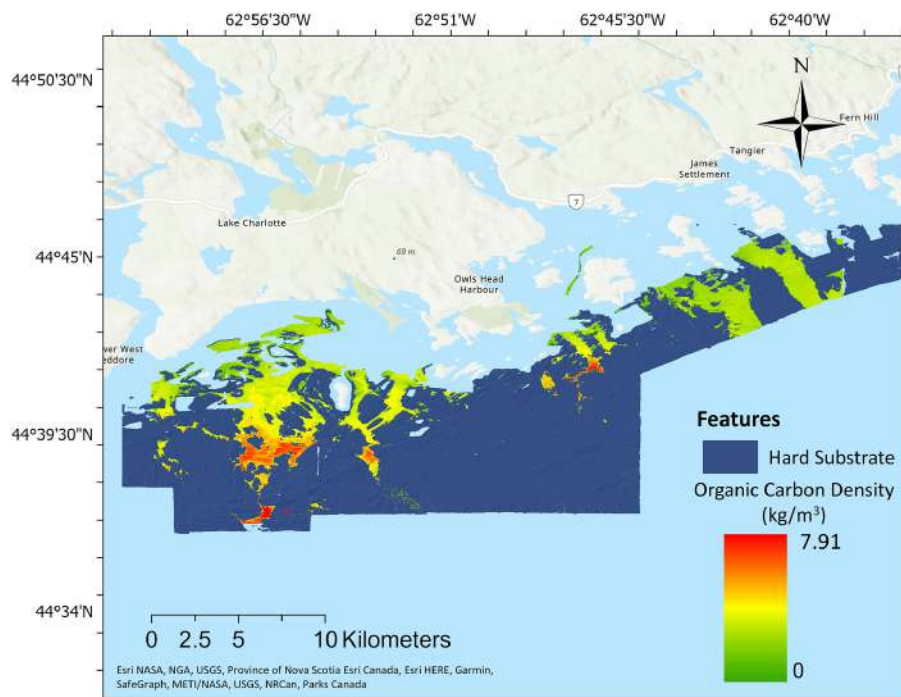 62°56'30"W 62°51'W 62°45'30"W 62°40'W
44°50'30"N
N
Fern Hill
Tangier
James
Settlement
7
Lake Charlotte
44°45'N
69 m
Owls Head
Harbour
ver West
eddore
44°39'30"N
Features
Hard Substrate
Organic Carbon Density
(kg/m³)
7.91
0
44°34'N
0 2.5 5 10 Kilometers
Esri NASA, NGA, USGS, Province of Nova Scotia Esri Canada, Esri HERE, Garmin,
SafeGraph, METI/NASA, USGS, NRCan, Parks Canada